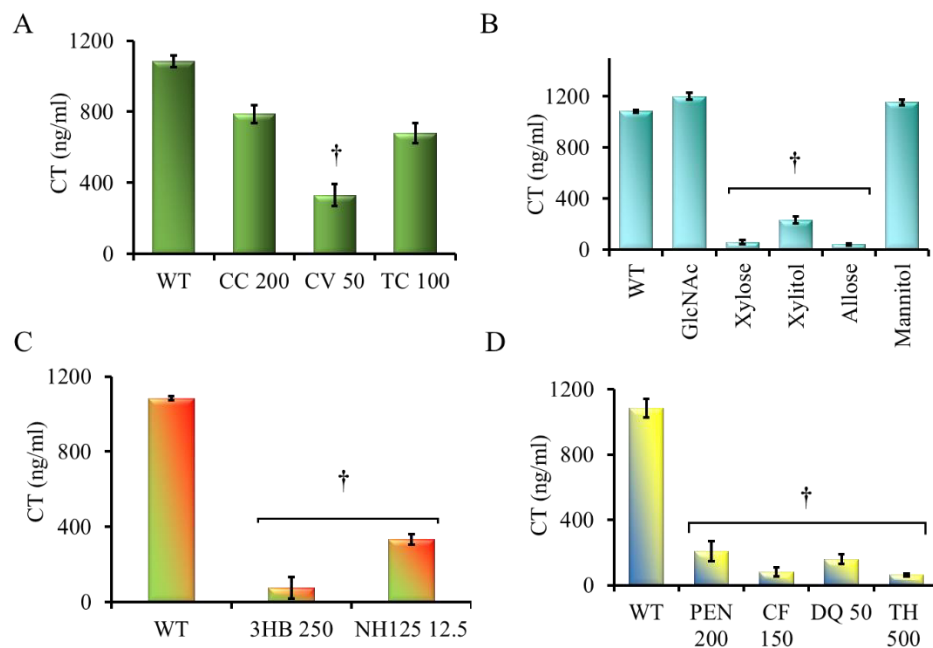 A
CT (ng/ml)
1200
800
400
0
†
WT CC 200 CV 50 TC 100
B
CT (ng/ml)
1200
800
400
0
†
WT GlcNAc Xylose Xylitol Allose Mannitol
C
CT (ng/ml)
1200
800
400
0
†
WT 3HB 250 NH125 12.5
D
CT (ng/ml)
1200
800
400
0
†
WT PEN CF DQ 50 TH
200 150 500